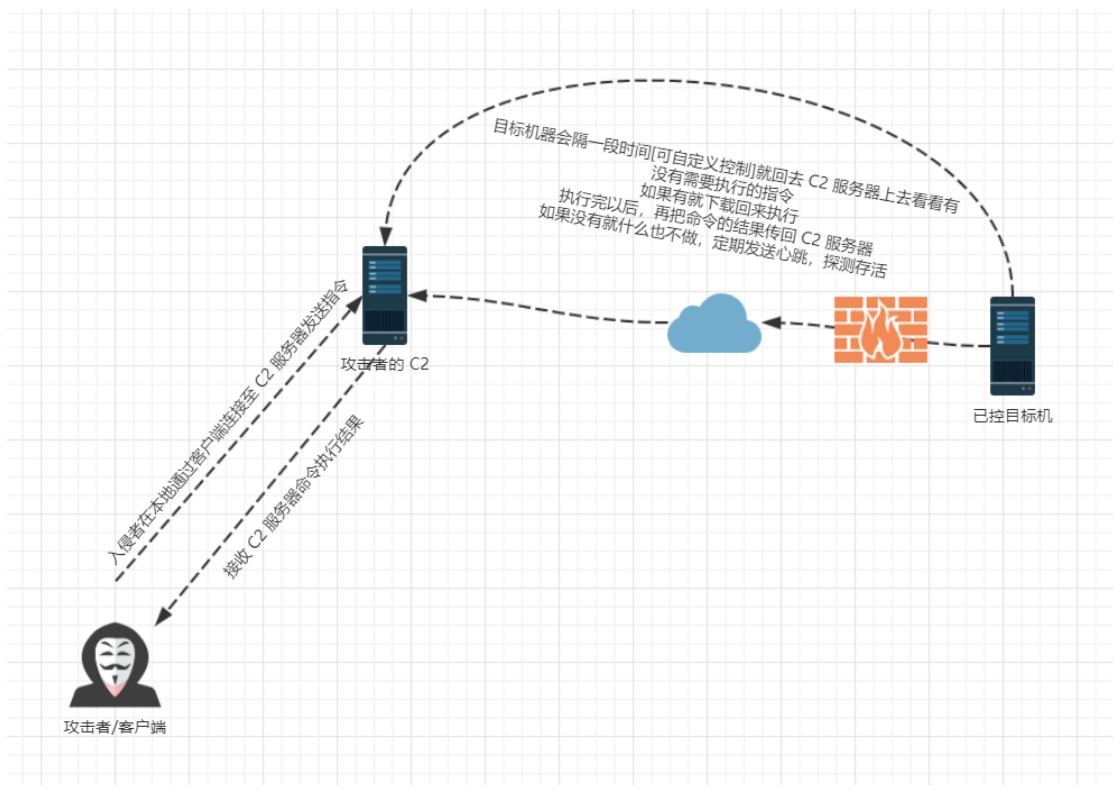 目标机器会隔一段时间[可自定义控制]就回去 C2 服务器上去看看有
没有需要执行的指令
如果有就下载回来执行
执行完以后，再把命令的结果传回 C2 服务器
如果没有就什么也不做，定期发送心跳，探测存活
攻击者的 C2
已控目标机
入侵者在本地通过客户端连接至 C2 服务器发送指令
接收 C2 服务器命令执行结果
攻击者/客户端